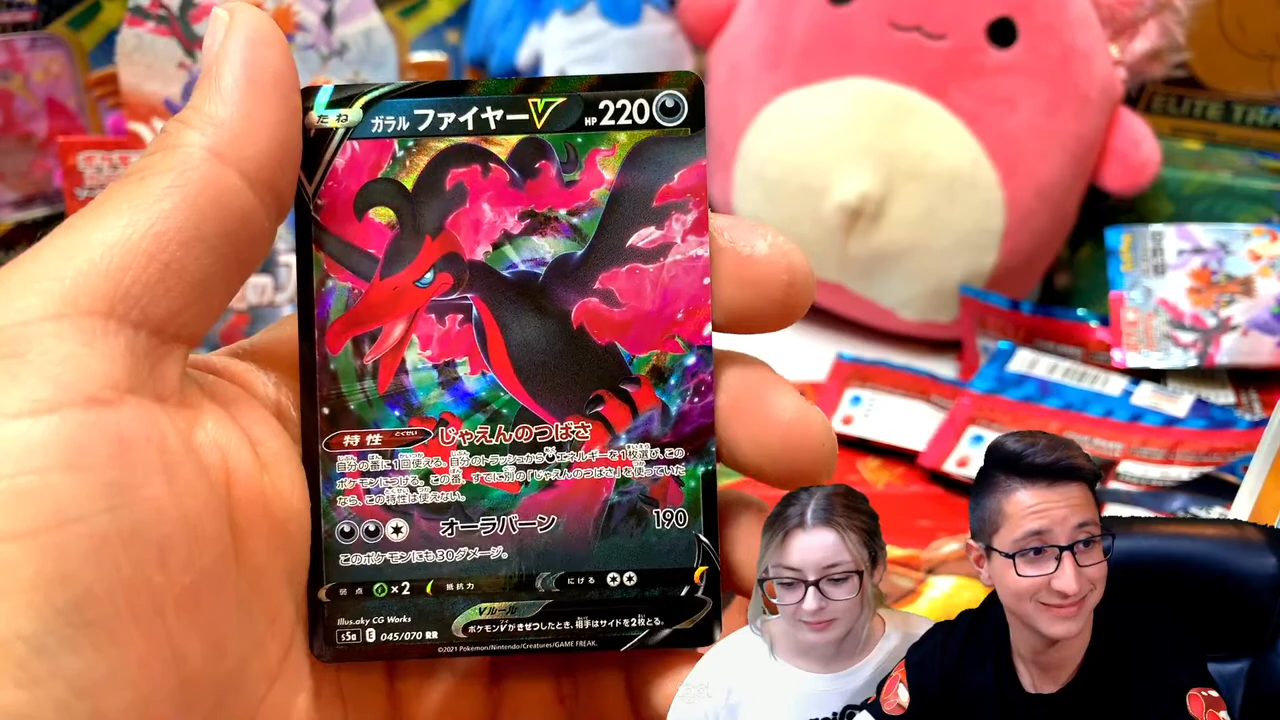 たね
ガラル ファイヤーV HP 220
特性 とくせい じゃえんのつばさ
自分の番に1回使える。自分のトラッシュからエネルギーを1枚選び、この
ポケモンにつける。この番、すでに別の「じゃえんのつばさ」を使っていた
なら、この特性は使えない。
オーラバーン 190
このポケモンにも30ダメージ。
弱点 ×2 抵抗力 にげる
Vルール
ポケモンVがきぜつしたとき、相手はサイドを2枚とる。
Illus.aky CG Works
s5a E 045/070 RR
©2021 Pokémon/Nintendo/Creatures/GAME FREAK.
ELITE TRA